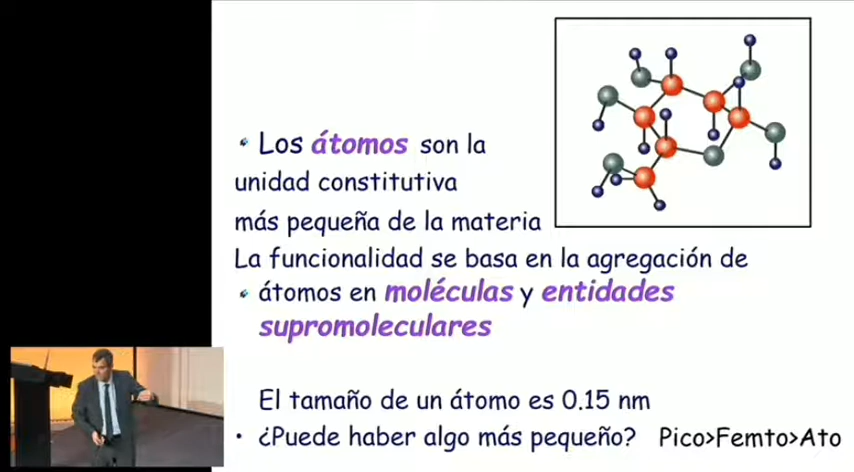 • Los átomos son la
unidad constitutiva
más pequeña de la materia
La funcionalidad se basa en la agregación de
• átomos en moléculas y entidades
supromoleculares
El tamaño de un átomo es 0.15 nm
• ¿Puede haber algo más pequeño? Pico>Femto>Ato